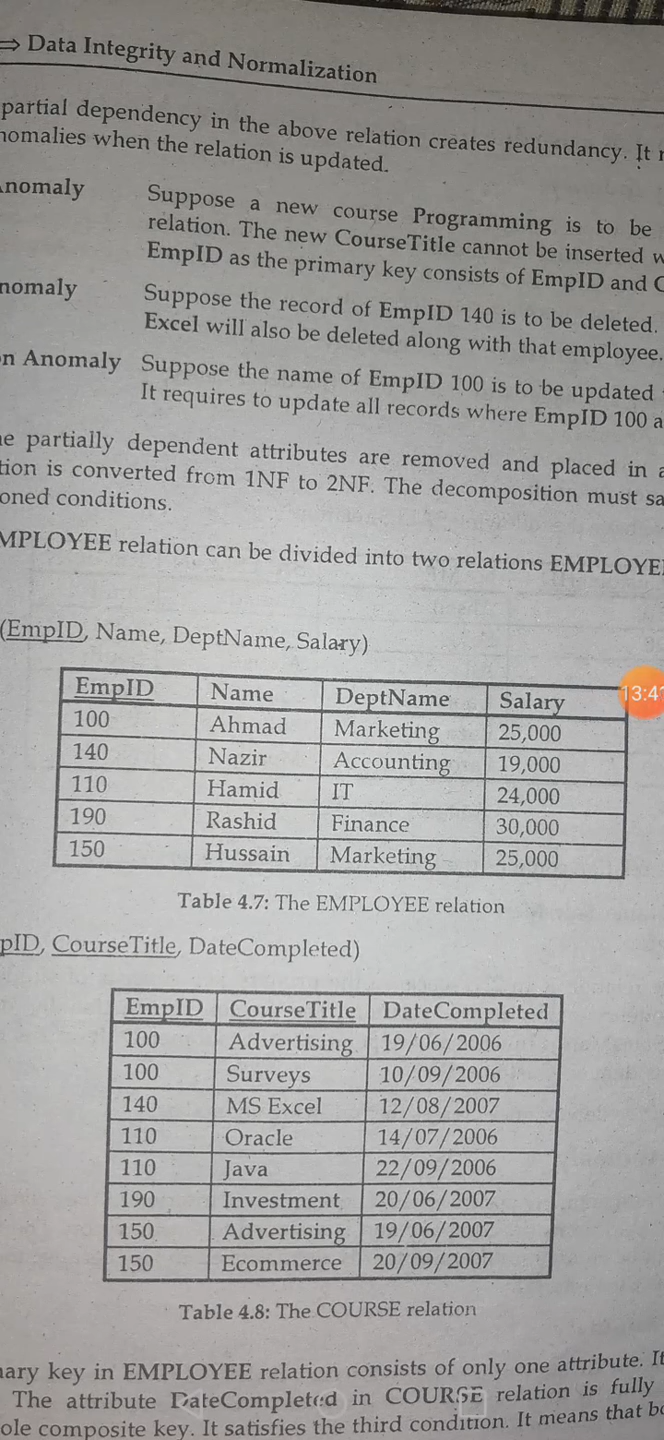 ⇒ Data Integrity and Normalization
partial dependency in the above relation creates redundancy. It
nomalies when the relation is updated.
Anomaly Suppose a new course Programming is to be
relation. The new CourseTitle cannot be inserted
EmpID as the primary key consists of EmpID and
nomaly Suppose the record of EmpID 140 is to be deleted.
Excel will also be deleted along with that employee.
on Anomaly Suppose the name of EmpID 100 is to be updated
It requires to update all records where EmpID 100
he partially dependent attributes are removed and placed in
tion is converted from 1NF to 2NF. The decomposition must sa
oned conditions.
MPLOYEE relation can be divided into two relations EMPLOYE
(EmpID, Name, DeptName, Salary)
EmpID Name DeptName Salary
100 Ahmad Marketing 25,000
140 Nazir Accounting 19,000
110 Hamid IT 24,000
190 Rashid Finance 30,000
150 Hussain Marketing 25,000
Table 4.7: The EMPLOYEE relation
pID, CourseTitle, DateCompleted)
EmpID CourseTitle DateCompleted
100 Advertising 19/06/2006
100 Surveys 10/09/2006
140 MS Excel 12/08/2007
110 Oracle 14/07/2006
110 Java 22/09/2006
190 Investment 20/06/2007
150 Advertising 19/06/2007
150 Ecommerce 20/09/2007
Table 4.8: The COURSE relation
mary key in EMPLOYEE relation consists of only one attribute. It
The attribute DateCompleted in COURSE relation is fully
ole composite key. It satisfies the third condition. It means that